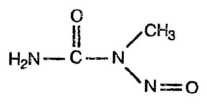 O
CH₃
H₂N—C—N
N=O